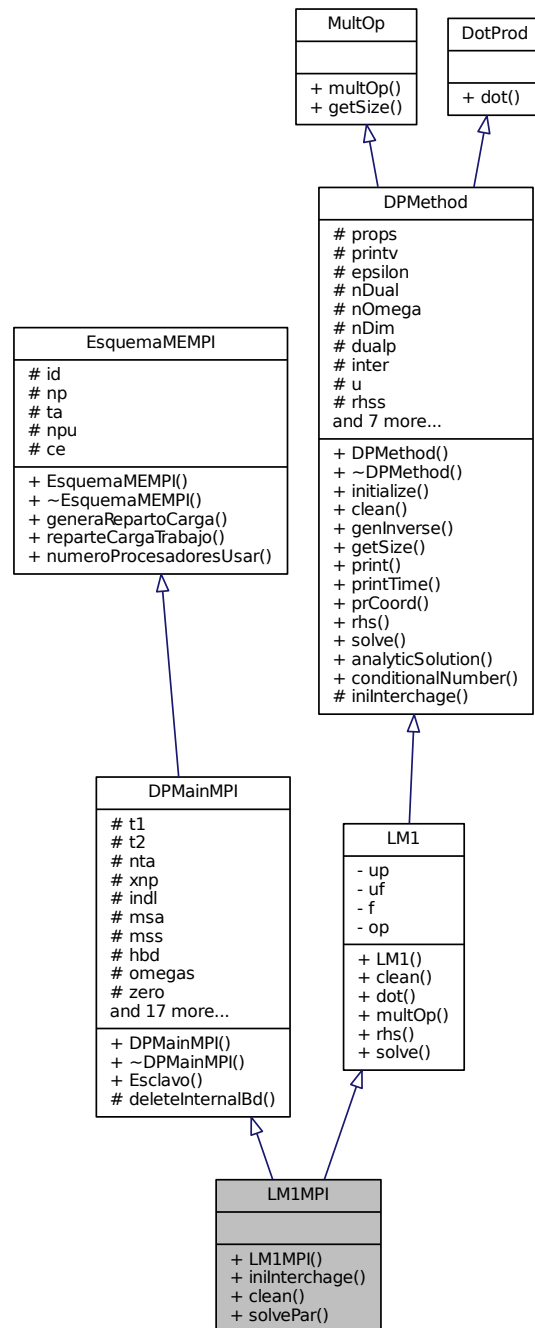 MultOp
+ multOp()
+ getSize()
DotProd
+ dot()
DPMethod
# props
# printv
# epsilon
# nDual
# nOmega
# nDim
# dualp
# inter
# u
# rhss
and 7 more...
+ DPMethod()
+ ~DPMethod()
+ initialize()
+ clean()
+ genInverse()
+ getSize()
+ print()
+ printTime()
+ prCoord()
+ rhs()
+ solve()
+ analyticSolution()
+ conditionalNumber()
# iniInterchage()
EsquemaMEMPI
# id
# np
# ta
# npu
# ce
+ EsquemaMEMPI()
+ ~EsquemaMEMPI()
+ generaRepartoCarga()
+ reparteCargaTrabajo()
+ numeroProcesadoresUsar()
DPMainMPI
# t1
# t2
# nta
# xnp
# indl
# msa
# mss
# hbd
# omegas
# zero
and 17 more...
+ DPMainMPI()
+ ~DPMainMPI()
+ Esclavo()
# deleteInternalBd()
LM1
- up
- uf
- f
- op
+ LM1()
+ clean()
+ dot()
+ multOp()
+ rhs()
+ solve()
LM1MPI
+ LM1MPI()
+ iniInterchage()
+ clean()
+ solvePar()